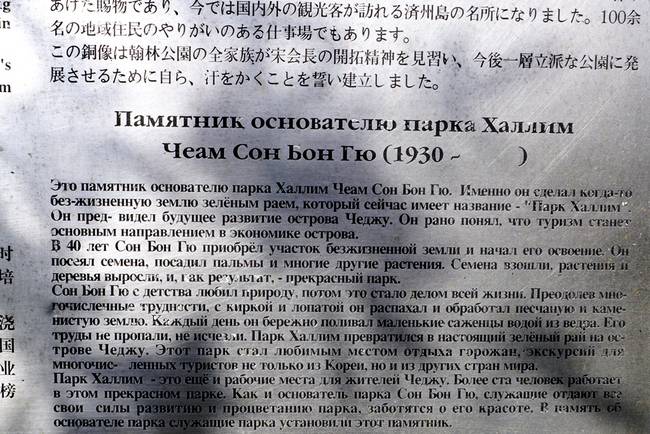 あけた賜物であり、今では国内外の観光客が訪れる済州島の名所になりました。100余
名の地域住民のやりがいのある仕事場でもあります。
この銅像は翰林公園の全家族が宋会長の開拓精神を見習い、今後一層立派な公園に発
展させるために自ら、汗をかくことを誓い建立しました。
Памятник основателю парка Халлим
Чеам Сон Бон Гю (1930 ~ )
Это памятник основателю парка Халлим Чеам Сон Бон Гю. Именно он сделал когда-то
без-жизненную землю зелёным раем, который сейчас имеет название - "Парк Халлим"
Он пред- видел будущее развитие острова Чеджу. Он рано понял, что туризм станет
основным направлением в экономике острова.
В 40 лет Сон Бон Гю приобрёл участок безжизненной земли и начал его освоение. Он
посеял семена, посадил пальмы и многие другие растения. Семена взошли, растения и
деревья выросли, и, как результат, - прекрасный парк.
Сон Бон Гю с детства любил природу, потом это стало делом всей жизни. Преодолев мно-
гочисленные трудности, с киркой и лопатой он распахал и обработал песчаную и каме-
нистую землю. Каждый день он бережно поливал маленькие саженцы водой из ведра. Его
труды не пропали, не исчезли. Парк Халлим превратился в настоящий зелёный рай на ос-
трове Чеджу. Этот парк стал любимым местом отдыха горожан, экскурсий для
многочис- ленных туристов не только из Кореи, но и из других стран мира.
Парк Халлим - это ещё и рабочие места для жителей Чеджу. Более ста человек работает
в этом прекрасном парке. Как и основатель парка Сон Бон Гю, служащие отдают все
свои силы развитию и процветанию парка, заботятся о его красоте. В память об
основателе парка служащие парка установили этот памятник.
ng
in
's
m
时
培
浇
国
业
榜